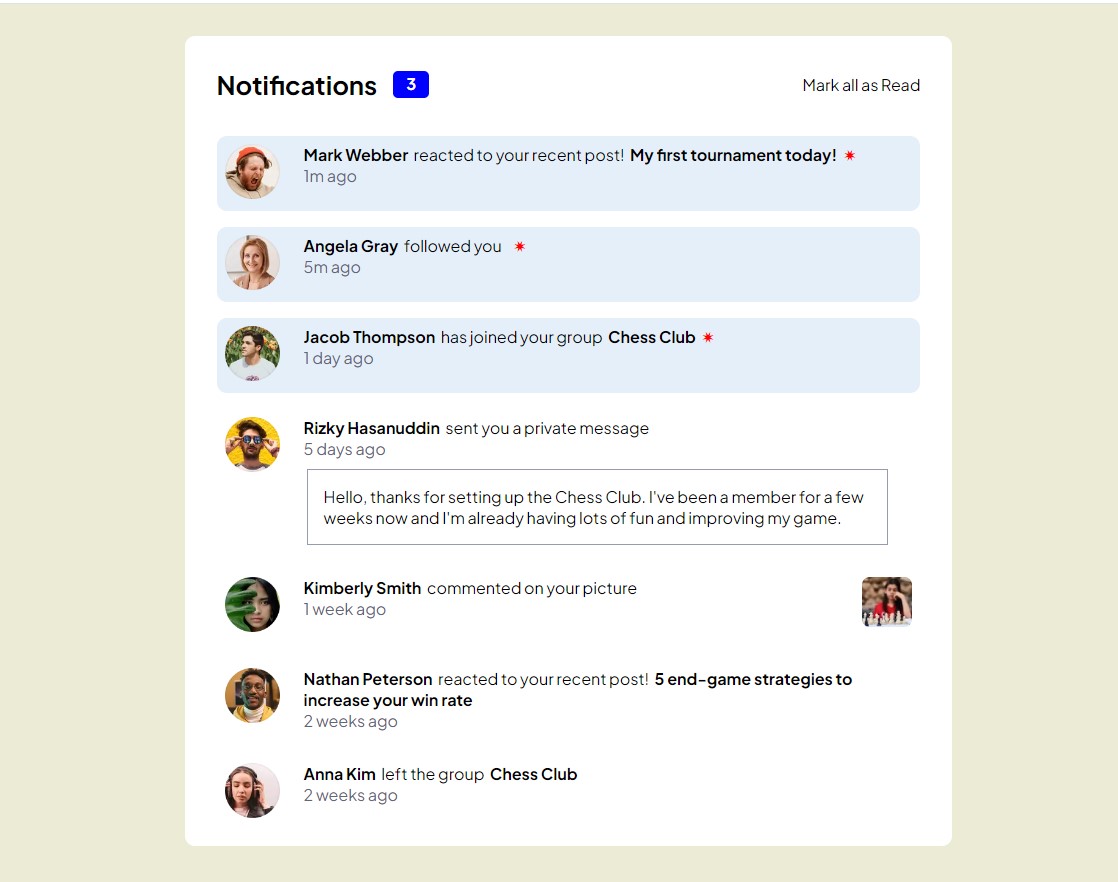 Notifications 3 Mark all as Read
Mark Webber reacted to your recent post! My first tournament today!
1m ago
Angela Gray followed you
5m ago
Jacob Thompson has joined your group Chess Club
1 day ago
Rizky Hasanuddin sent you a private message
5 days ago
Hello, thanks for setting up the Chess Club. I've been a member for a few
weeks now and I'm already having lots of fun and improving my game.
Kimberly Smith commented on your picture
1 week ago
Nathan Peterson reacted to your recent post! 5 end-game strategies to
increase your win rate
2 weeks ago
Anna Kim left the group Chess Club
2 weeks ago